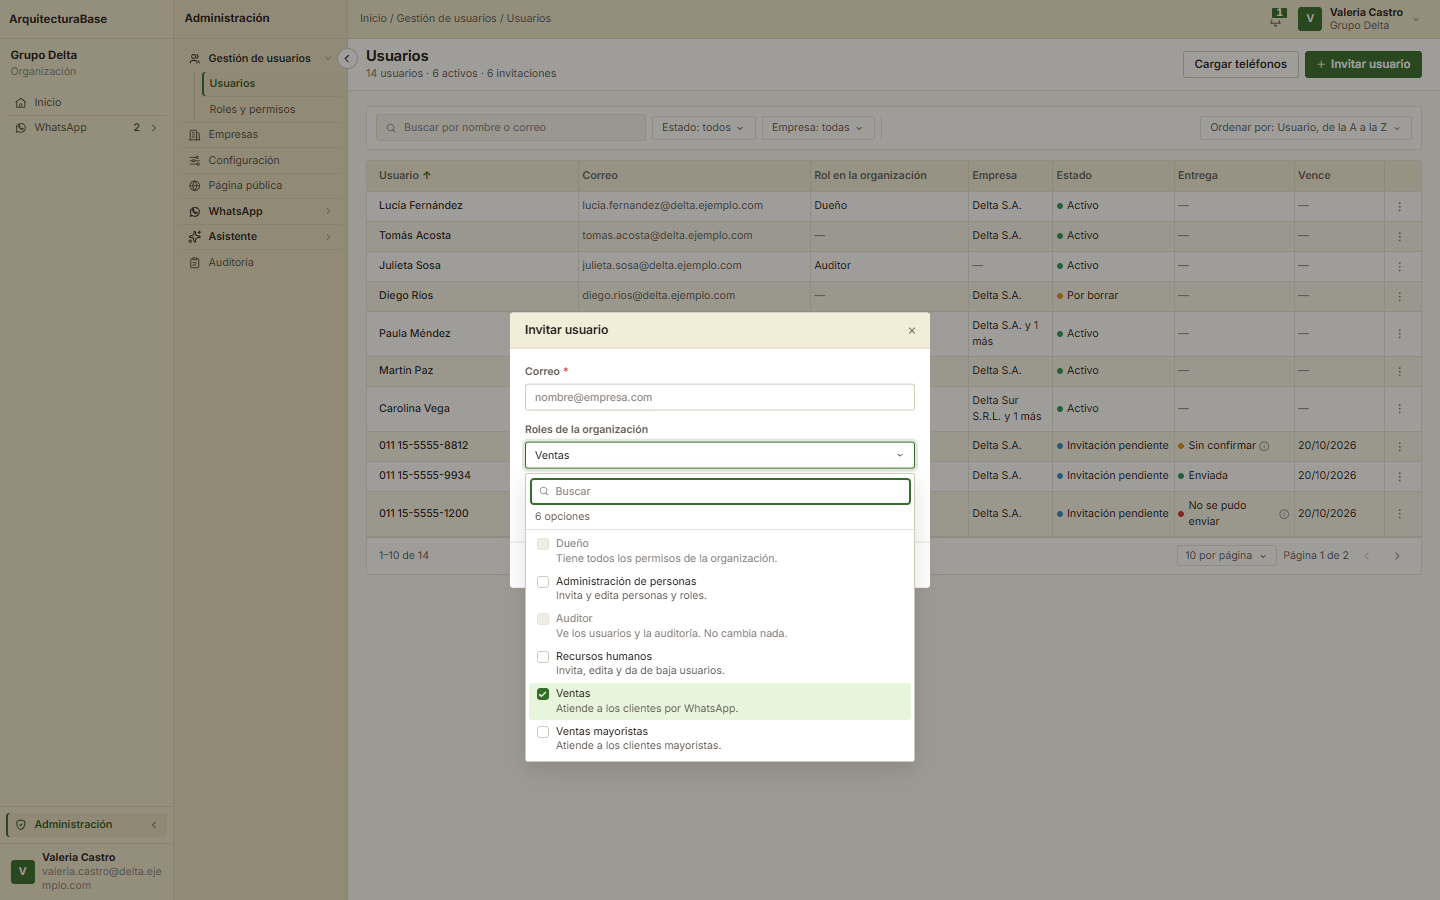 ArquitecturaBase
Grupo Delta
Organización
Inicio
WhatsApp 2
Administración
Valeria Castro
valeria.castro@delta.eje
mplo.com
V
Administración
Gestión de usuarios
Usuarios
Roles y permisos
Empresas
Configuración
Página pública
WhatsApp
Asistente
Auditoría
Inicio / Gestión de usuarios / Usuarios
1
V
Valeria Castro
Grupo Delta
Usuarios
14 usuarios · 6 activos · 6 invitaciones
Cargar teléfonos
Invitar usuario
Buscar por nombre o correo
Estado: todos
Empresa: todas
Ordenar por: Usuario, de la A a la Z
Usuario Correo Rol en la organización Empresa Estado Entrega Vence
Lucía Fernández lucia.fernandez@delta.ejemplo.com Dueño Delta S.A. Activo — —
Tomás Acosta tomas.acosta@delta.ejemplo.com — Delta S.A. Activo — —
Julieta Sosa julieta.sosa@delta.ejemplo.com Auditor — Activo — —
Diego Ríos diego.rios@delta.ejemplo.com — Delta S.A. Por borrar — —
Paula Méndez Delta S.A. y 1 más Activo — —
Martín Paz Delta S.A. Activo — —
Carolina Vega Delta Sur S.R.L. y 1 más Activo — —
011 15-5555-8812 Delta S.A. Invitación pendiente Sin confirmar 20/10/2026
011 15-5555-9934 Delta S.A. Invitación pendiente Enviada 20/10/2026
011 15-5555-1200 Delta S.A. Invitación pendiente No se pudo enviar 20/10/2026
1–10 de 14
10 por página
Página 1 de 2
Invitar usuario
Correo *
nombre@empresa.com
Roles de la organización
Ventas
Buscar
6 opciones
Dueño
Tiene todos los permisos de la organización.
Administración de personas
Invita y edita personas y roles.
Auditor
Ve los usuarios y la auditoría. No cambia nada.
Recursos humanos
Invita, edita y da de baja usuarios.
Ventas
Atiende a los clientes por WhatsApp.
Ventas mayoristas
Atiende a los clientes mayoristas.